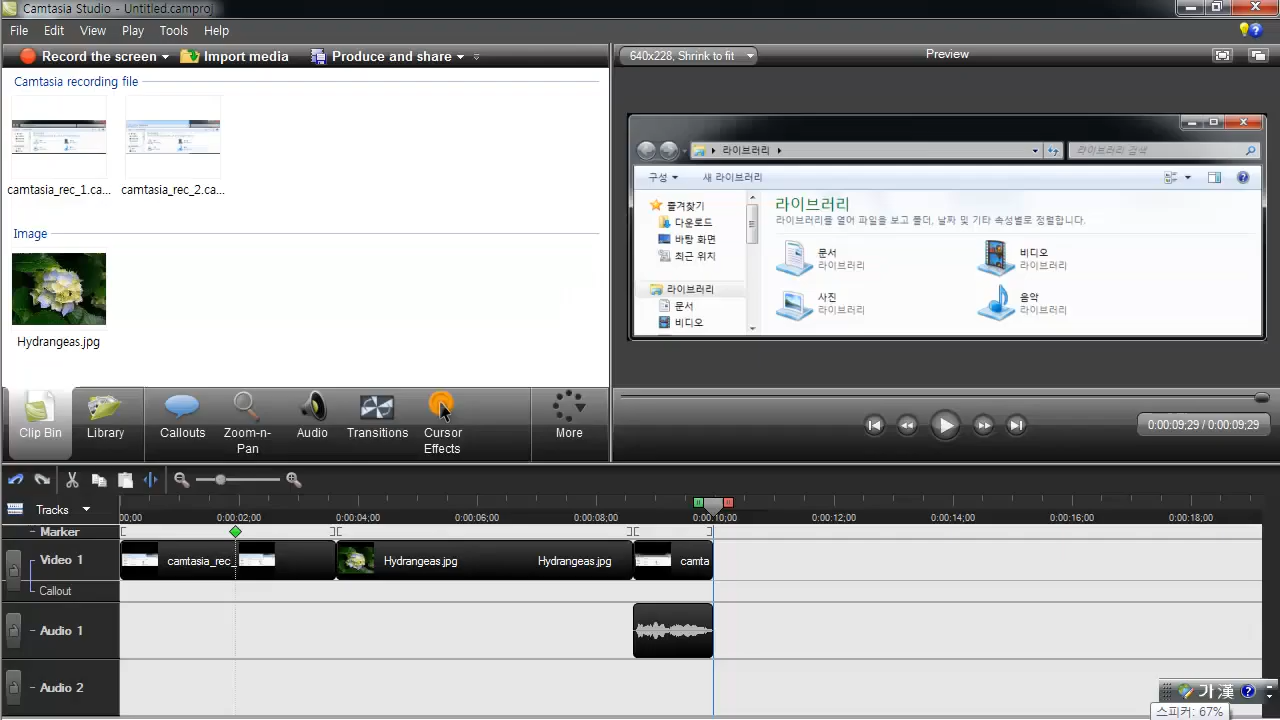 Camtasia Studio - Untitled.camproj
File Edit View Play Tools Help
Record the screen Import media Produce and share
640x228, Shrink to fit
Preview
Camtasia recording file
camtasia_rec_1.ca... camtasia_rec_2.ca...
Image
Hydrangeas.jpg
라이브러리
라이브러리 검색
구성 새 라이브러리
즐겨찾기
다운로드
바탕 화면
최근 위치
라이브러리
문서
비디오
라이브러리
라이브러리를 열어 파일을 보고 폴더, 날짜 및 기타 속성별로 정렬합니다.
문서
라이브러리
비디오
라이브러리
사진
라이브러리
음악
라이브러리
Clip Bin
Library
Callouts
Zoom-n-
Pan
Audio
Transitions
Cursor
Effects
More
0:00:09;29 / 0:00:09;29
Tracks
00;00 0:00:02;00 0:00:04;00 0:00:06;00 0:00:08;00 0:00:10;00 0:00:12;00 0:00:14;00 0:00:16;00 0:00:18;00
Marker
Video 1
camtasia_rec_ Hydrangeas.jpg Hydrangeas.jpg camta
Callout
Audio 1
Audio 2
가 漢
스피커: 67%